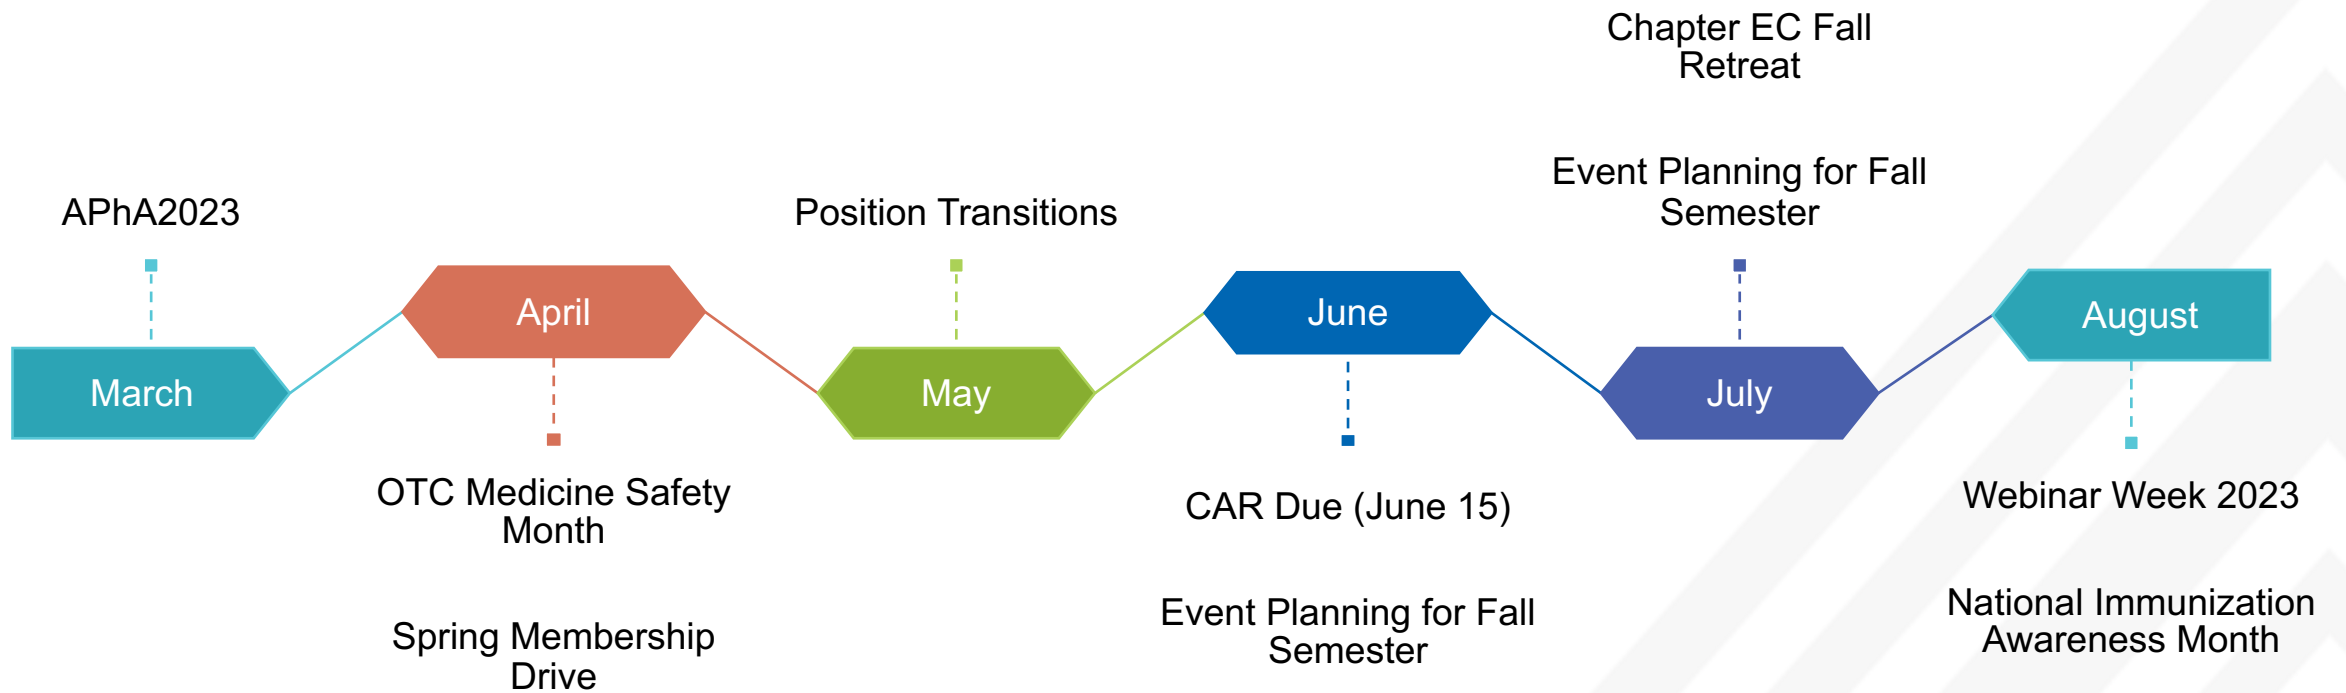 Chapter EC Fall
Retreat
Event Planning for Fall
Semester
APhA2023
Position Transitions
March
April
May
June
July
August
OTC Medicine Safety
Month
Spring Membership
Drive
CAR Due (June 15)
Event Planning for Fall
Semester
Webinar Week 2023
National Immunization
Awareness Month